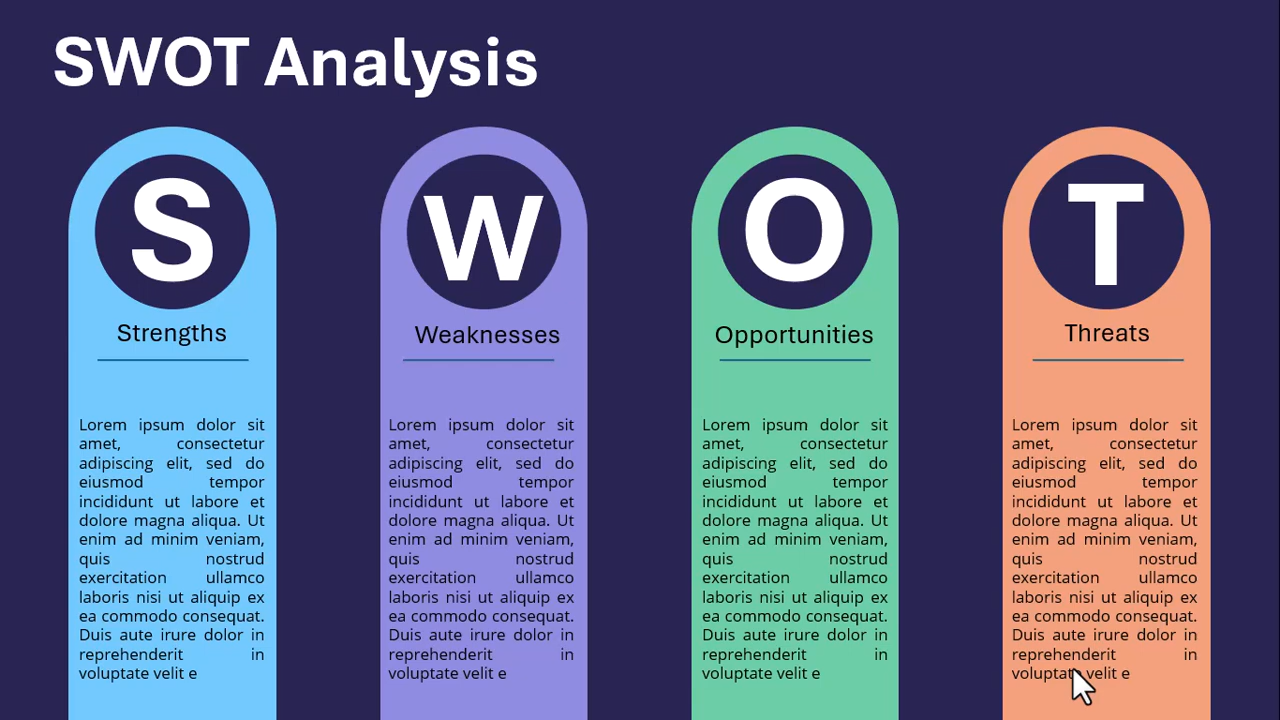 SWOT Analysis
S
Strengths
Lorem ipsum dolor sit
amet, consectetur
adipiscing elit, sed do
eiusmod tempor
incididunt ut labore et
dolore magna aliqua. Ut
enim ad minim veniam,
quis nostrud
exercitation ullamco
laboris nisi ut aliquip ex
ea commodo consequat.
Duis aute irure dolor in
reprehenderit in
voluptate velit e
W
Weaknesses
Lorem ipsum dolor sit
amet, consectetur
adipiscing elit, sed do
eiusmod tempor
incididunt ut labore et
dolore magna aliqua. Ut
enim ad minim veniam,
quis nostrud
exercitation ullamco
laboris nisi ut aliquip ex
ea commodo consequat.
Duis aute irure dolor in
reprehenderit in
voluptate velit e
O
Opportunities
Lorem ipsum dolor sit
amet, consectetur
adipiscing elit, sed do
eiusmod tempor
incididunt ut labore et
dolore magna aliqua. Ut
enim ad minim veniam,
quis nostrud
exercitation ullamco
laboris nisi ut aliquip ex
ea commodo consequat.
Duis aute irure dolor in
reprehenderit in
voluptate velit e
T
Threats
Lorem ipsum dolor sit
amet, consectetur
adipiscing elit, sed do
eiusmod tempor
incididunt ut labore et
dolore magna aliqua. Ut
enim ad minim veniam,
quis nostrud
exercitation ullamco
laboris nisi ut aliquip ex
ea commodo consequat.
Duis aute irure dolor in
reprehenderit in
voluptate velit e